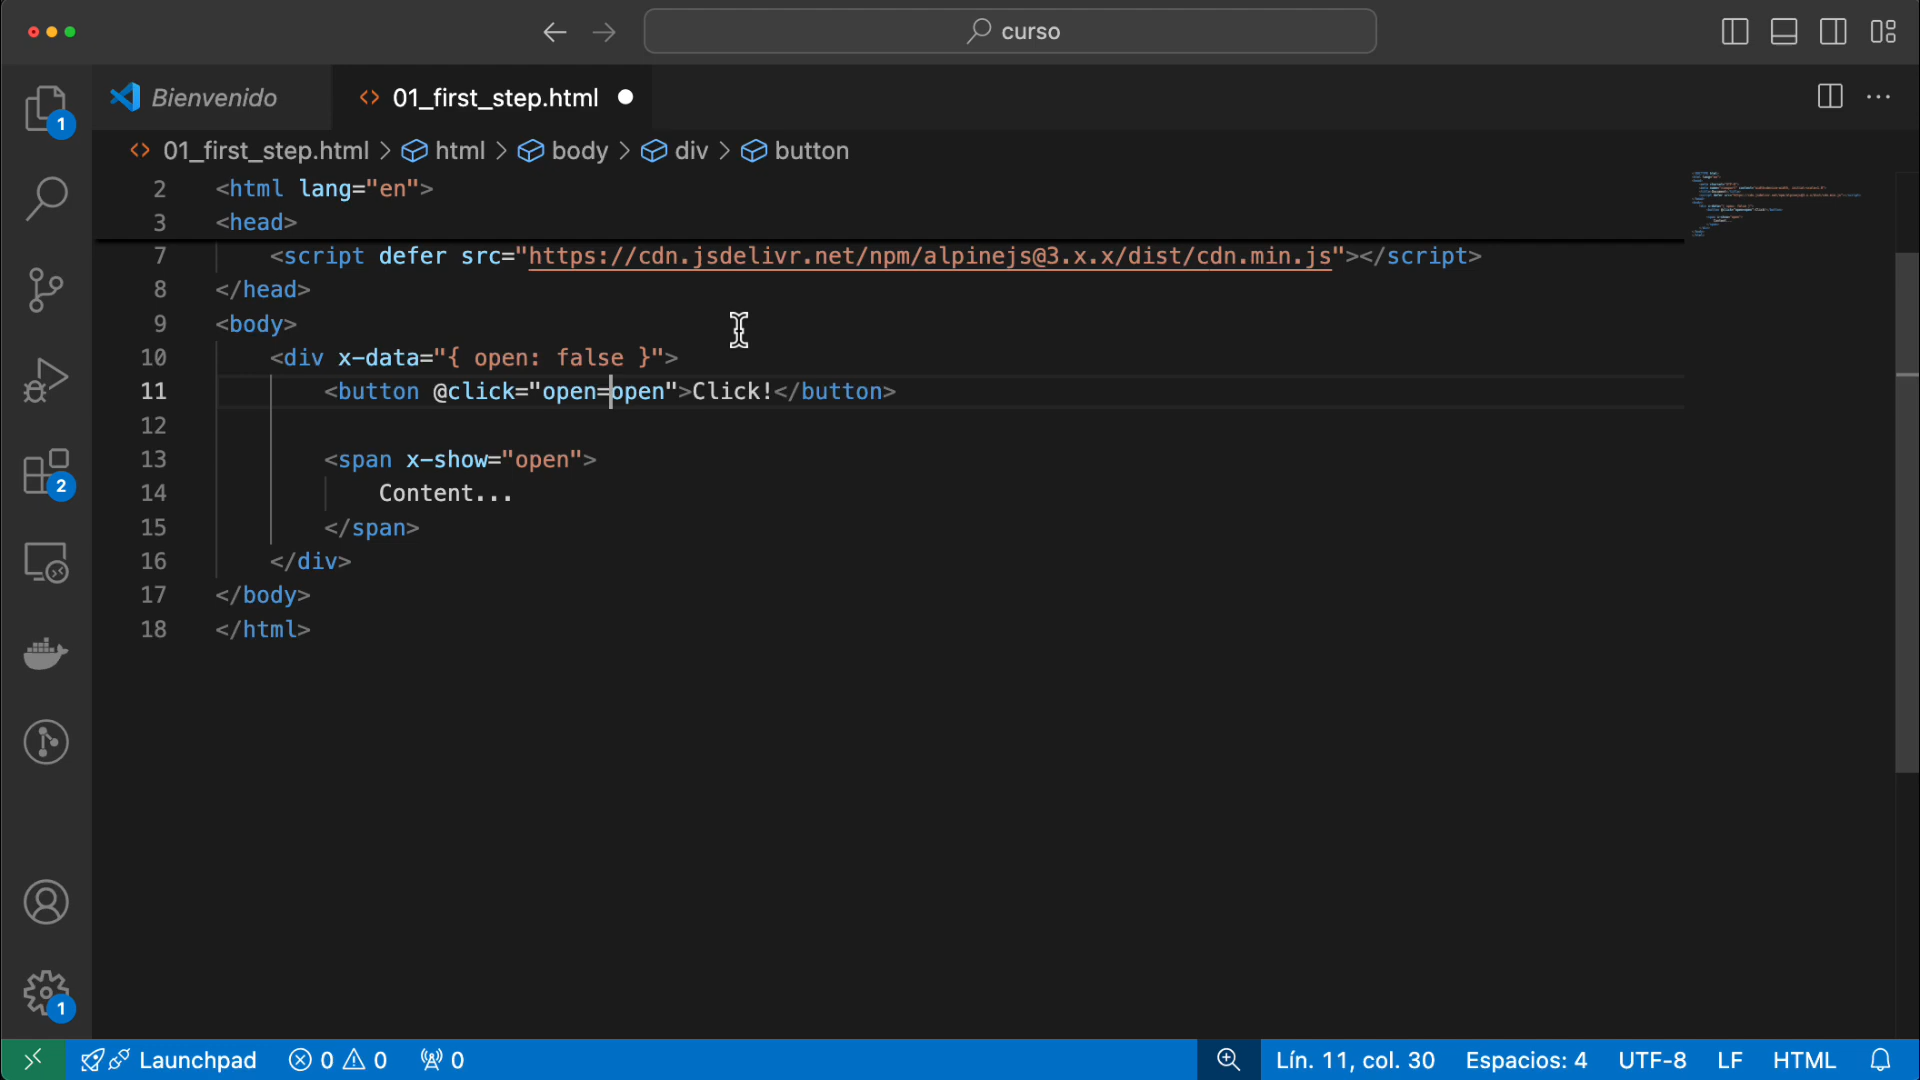 curso
Bienvenido
<> 01_first_step.html ●
<> 01_first_step.html > html > body > div > button
2 <html lang="en">
3 <head>
7 <script defer src="https://cdn.jsdelivr.net/npm/alpinejs@3.x.x/dist/cdn.min.js"></script>
8 </head>
9 <body>
10 <div x-data="{ open: false }">
11 <button @click="open=open">Click!</button>
12
13 <span x-show="open">
14 Content...
15 </span>
16 </div>
17 </body>
18 </html>
1
2
1
Launchpad 0 0 0 Lín. 11, col. 30 Espacios: 4 UTF-8 LF HTML